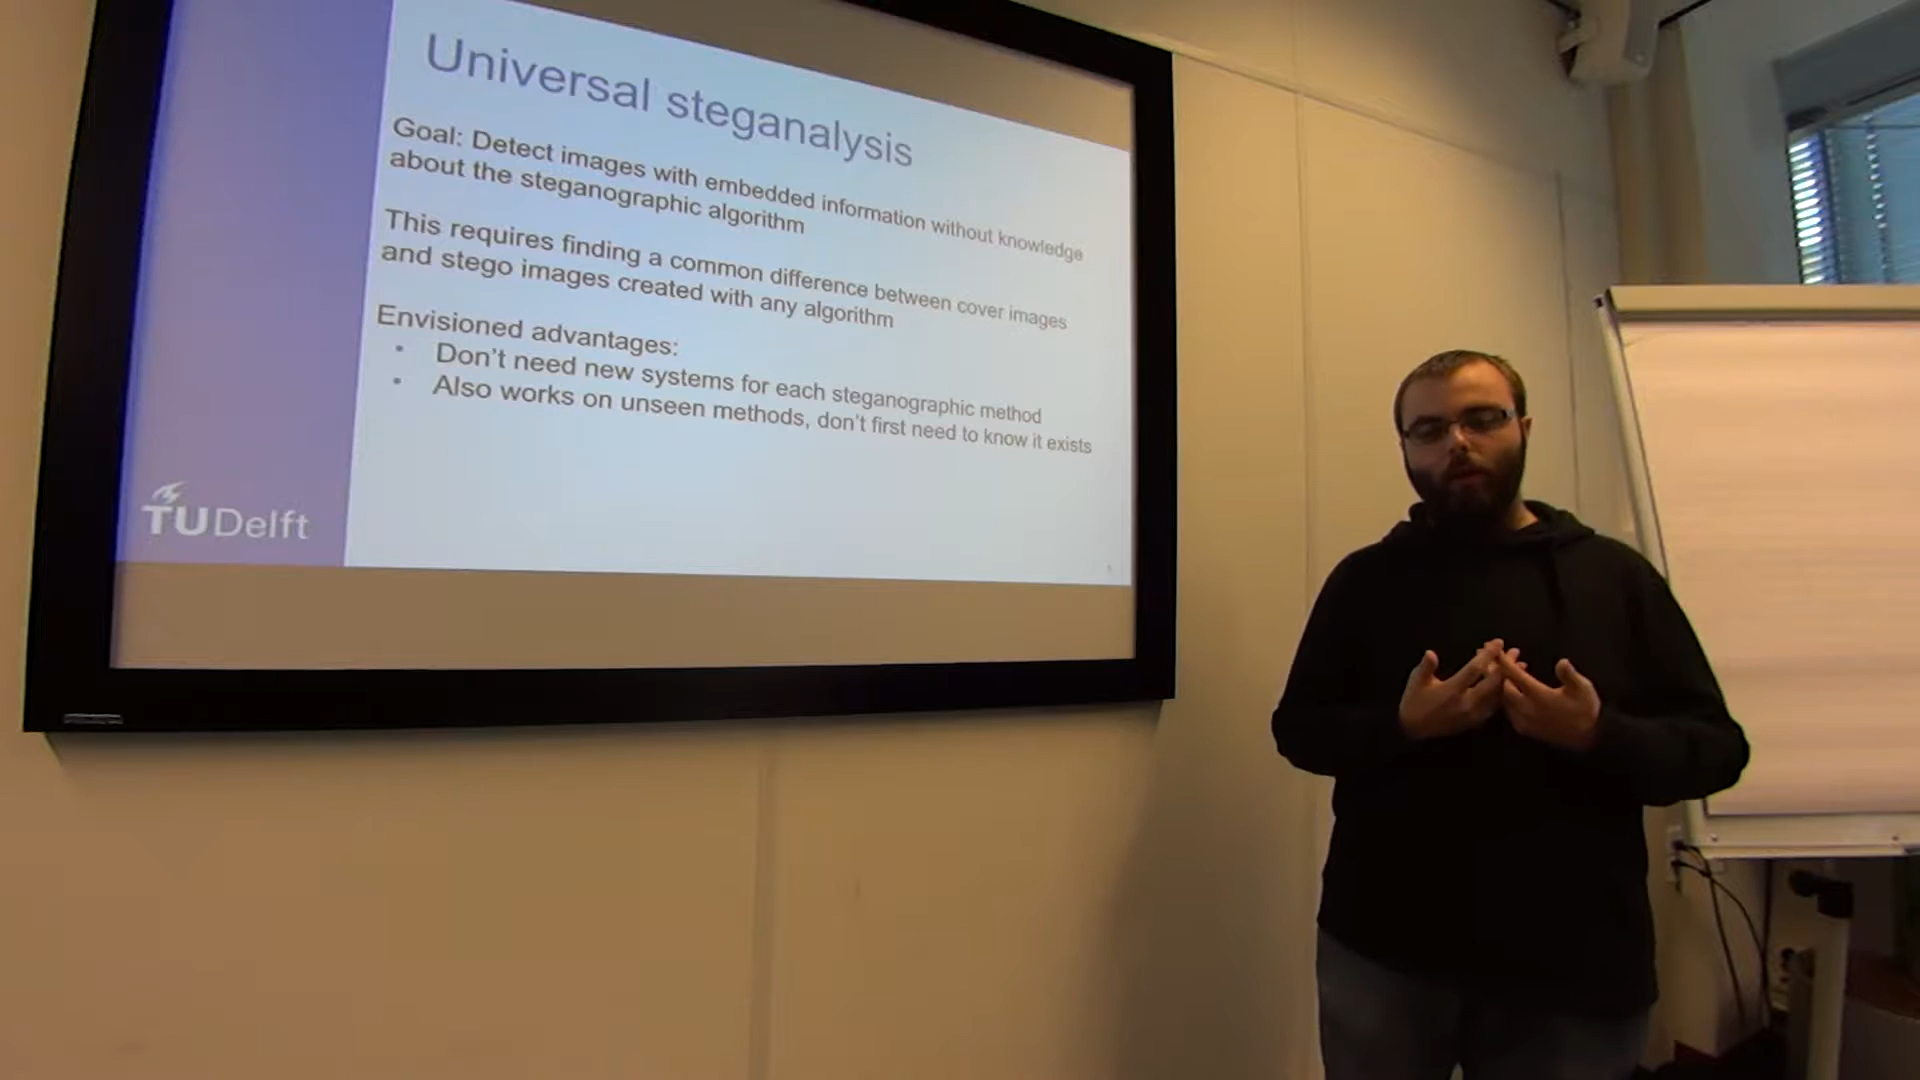 Universal steganalysis
Goal: Detect images with embedded information without knowledge
about the steganographic algorithm
This requires finding a common difference between cover images
and stego images created with any algorithm
Envisioned advantages:
• Don't need new systems for each steganographic method
• Also works on unseen methods, don't first need to know it exists
TU Delft